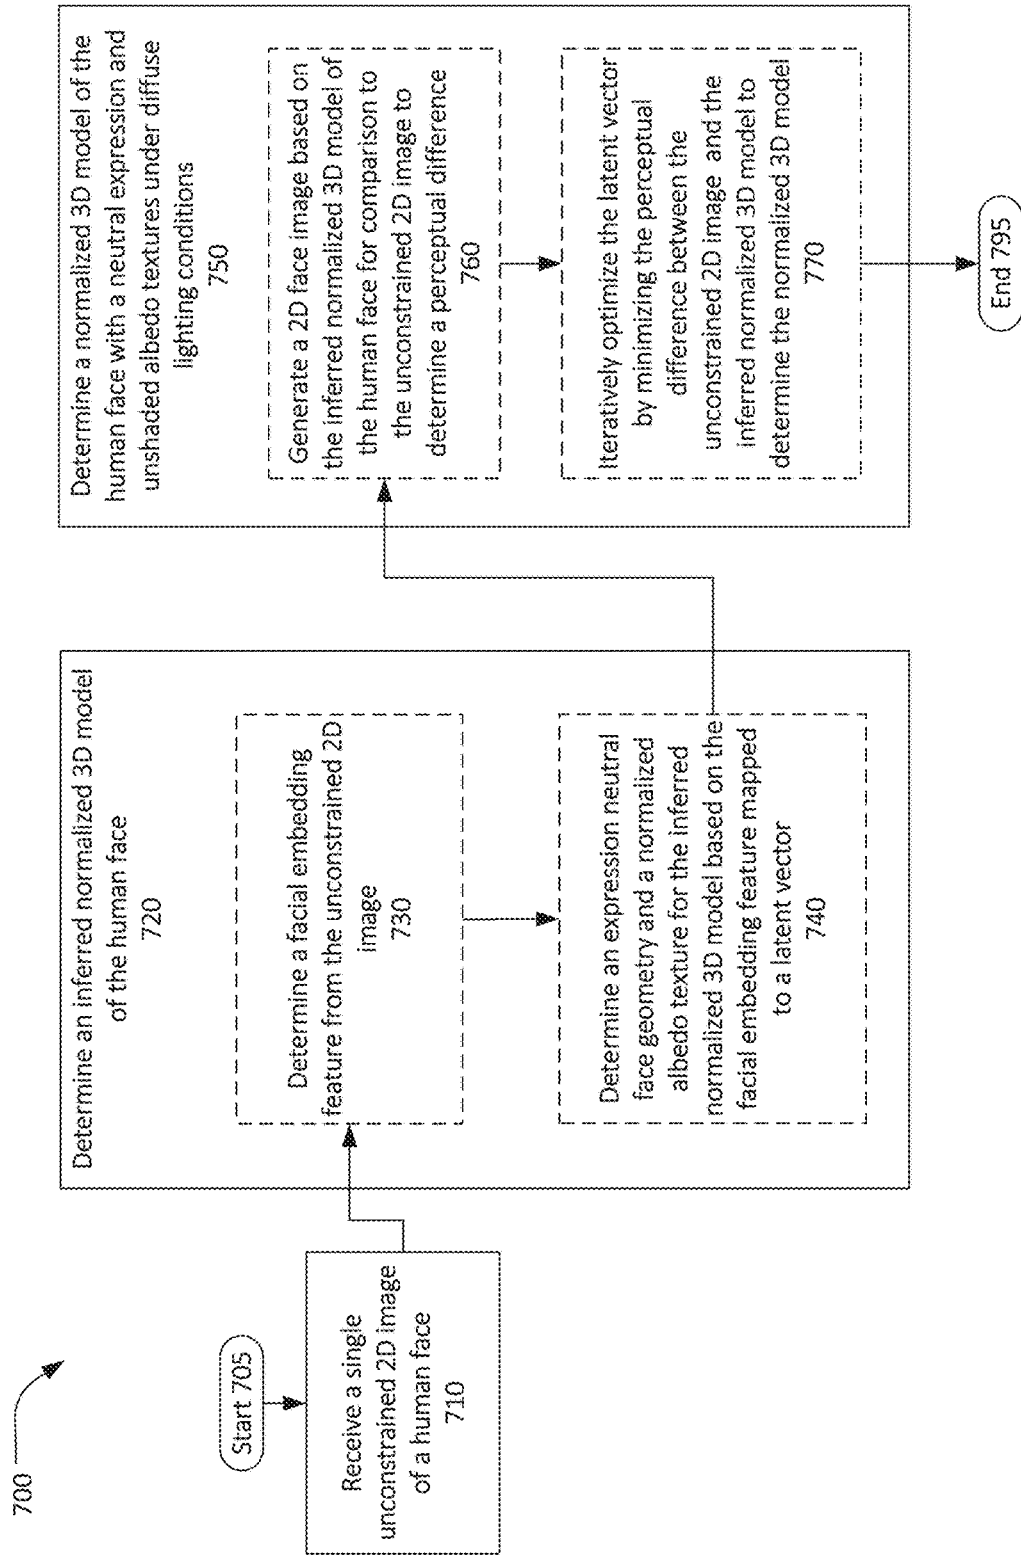 700
Start 705
Receive a single
unconstrained 2D image
of a human face
710
Determine an inferred normalized 3D model
of the human face
720
Determine a facial embedding
feature from the unconstrained 2D
image
730
Determine an expression neutral
face geometry and a normalized
albedo texture for the inferred
normalized 3D model based on the
facial embedding feature mapped
to a latent vector
740
Determine a normalized 3D model of the
human face with a neutral expression and
unshaded albedo textures under diffuse
lighting conditions
750
Generate a 2D face image based on
the inferred normalized 3D model of
the human face for comparison to
the unconstrained 2D image to
determine a perceptual difference
760
Iteratively optimize the latent vector
by minimizing the perceptual
difference between the
unconstrained 2D image and the
inferred normalized 3D model to
determine the normalized 3D model
770
End 795